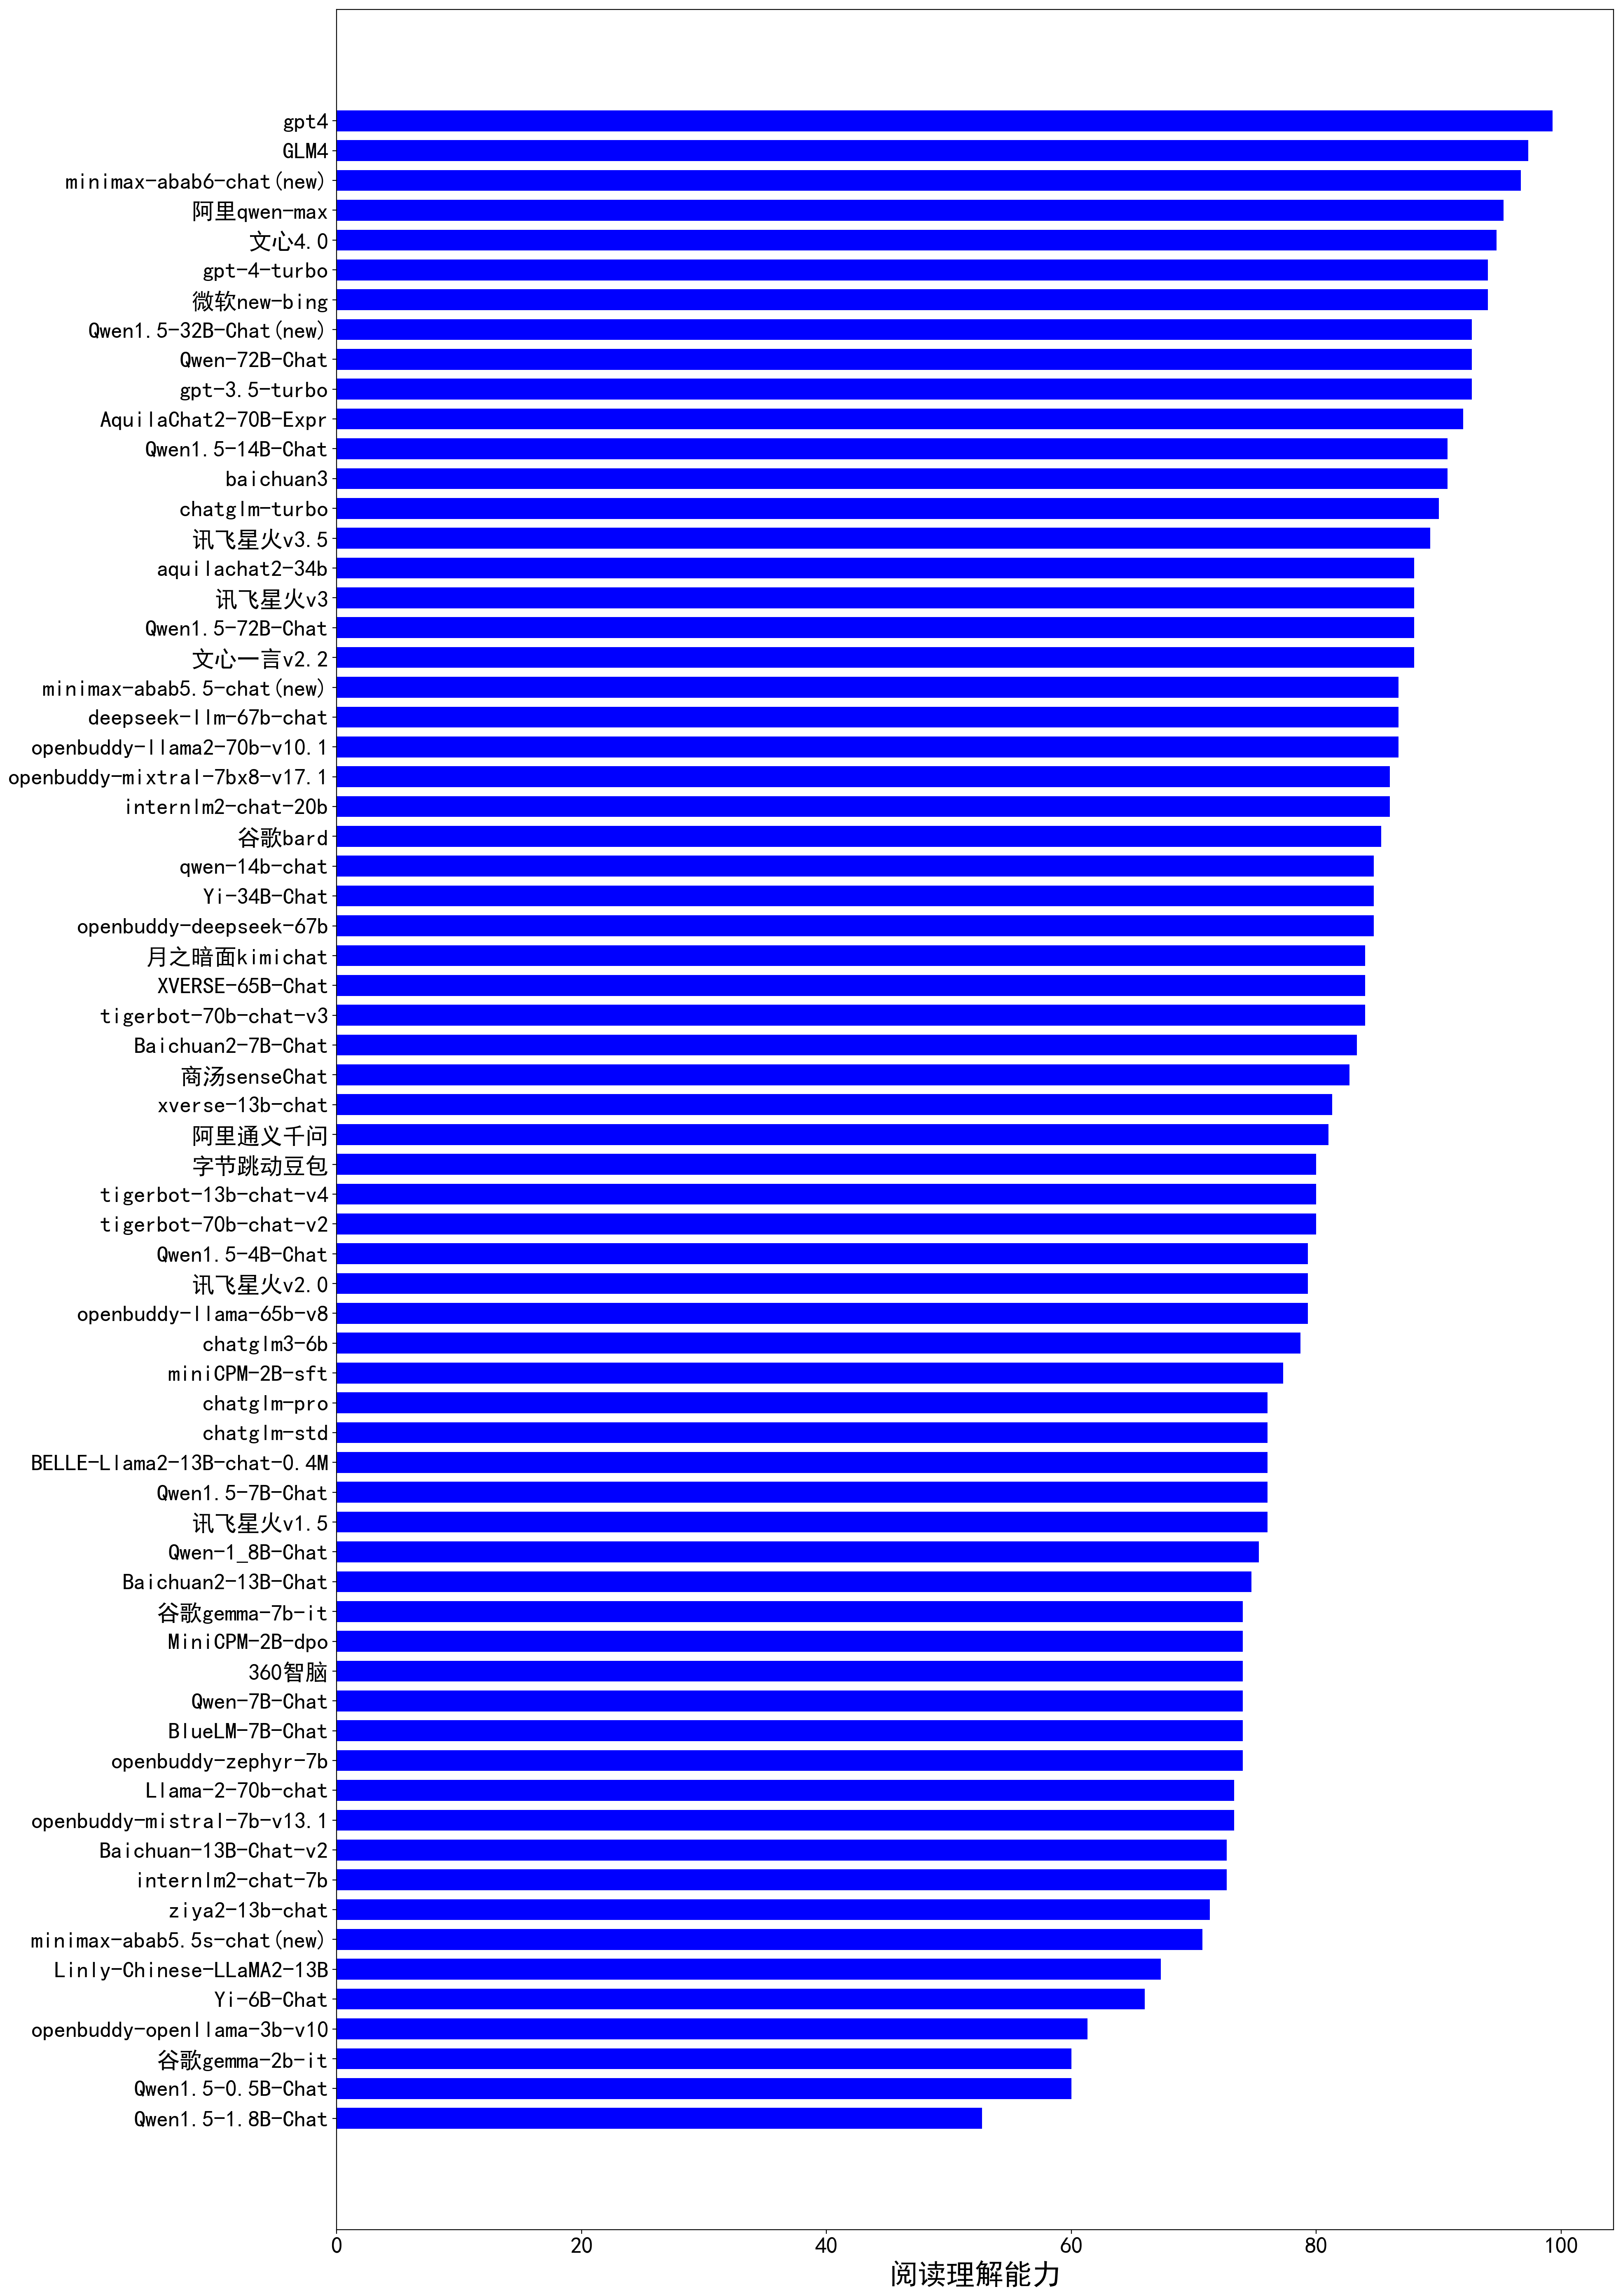 gpt4
GLM4
minimax-abab6-chat(new)
阿里qwen-max
文心4.0
gpt-4-turbo
微软new-bing
Qwen1.5-32B-Chat(new)
Qwen-72B-Chat
gpt-3.5-turbo
AquilaChat2-70B-Expr
Qwen1.5-14B-Chat
baichuan3
chatglm-turbo
讯飞星火v3.5
aquilachat2-34b
讯飞星火v3
Qwen1.5-72B-Chat
文心一言v2.2
minimax-abab5.5-chat(new)
deepseek-llm-67b-chat
openbuddy-llama2-70b-v10.1
openbuddy-mixtral-7bx8-v17.1
internlm2-chat-20b
谷歌bard
qwen-14b-chat
Yi-34B-Chat
openbuddy-deepseek-67b
月之暗面kimichat
XVERSE-65B-Chat
tigerbot-70b-chat-v3
Baichuan2-7B-Chat
商汤senseChat
xverse-13b-chat
阿里通义千问
字节跳动豆包
tigerbot-13b-chat-v4
tigerbot-70b-chat-v2
Qwen1.5-4B-Chat
讯飞星火v2.0
openbuddy-llama-65b-v8
chatglm3-6b
miniCPM-2B-sft
chatglm-pro
chatglm-std
BELLE-Llama2-13B-chat-0.4M
Qwen1.5-7B-Chat
讯飞星火v1.5
Qwen-1_8B-Chat
Baichuan2-13B-Chat
谷歌gemma-7b-it
MiniCPM-2B-dpo
360智脑
Qwen-7B-Chat
BlueLM-7B-Chat
openbuddy-zephyr-7b
Llama-2-70b-chat
openbuddy-mistral-7b-v13.1
Baichuan-13B-Chat-v2
internlm2-chat-7b
ziya2-13b-chat
minimax-abab5.5s-chat(new)
Linly-Chinese-LLaMA2-13B
Yi-6B-Chat
openbuddy-openllama-3b-v10
谷歌gemma-2b-it
Qwen1.5-0.5B-Chat
Qwen1.5-1.8B-Chat
0 20 40 60 80 100
阅读理解能力